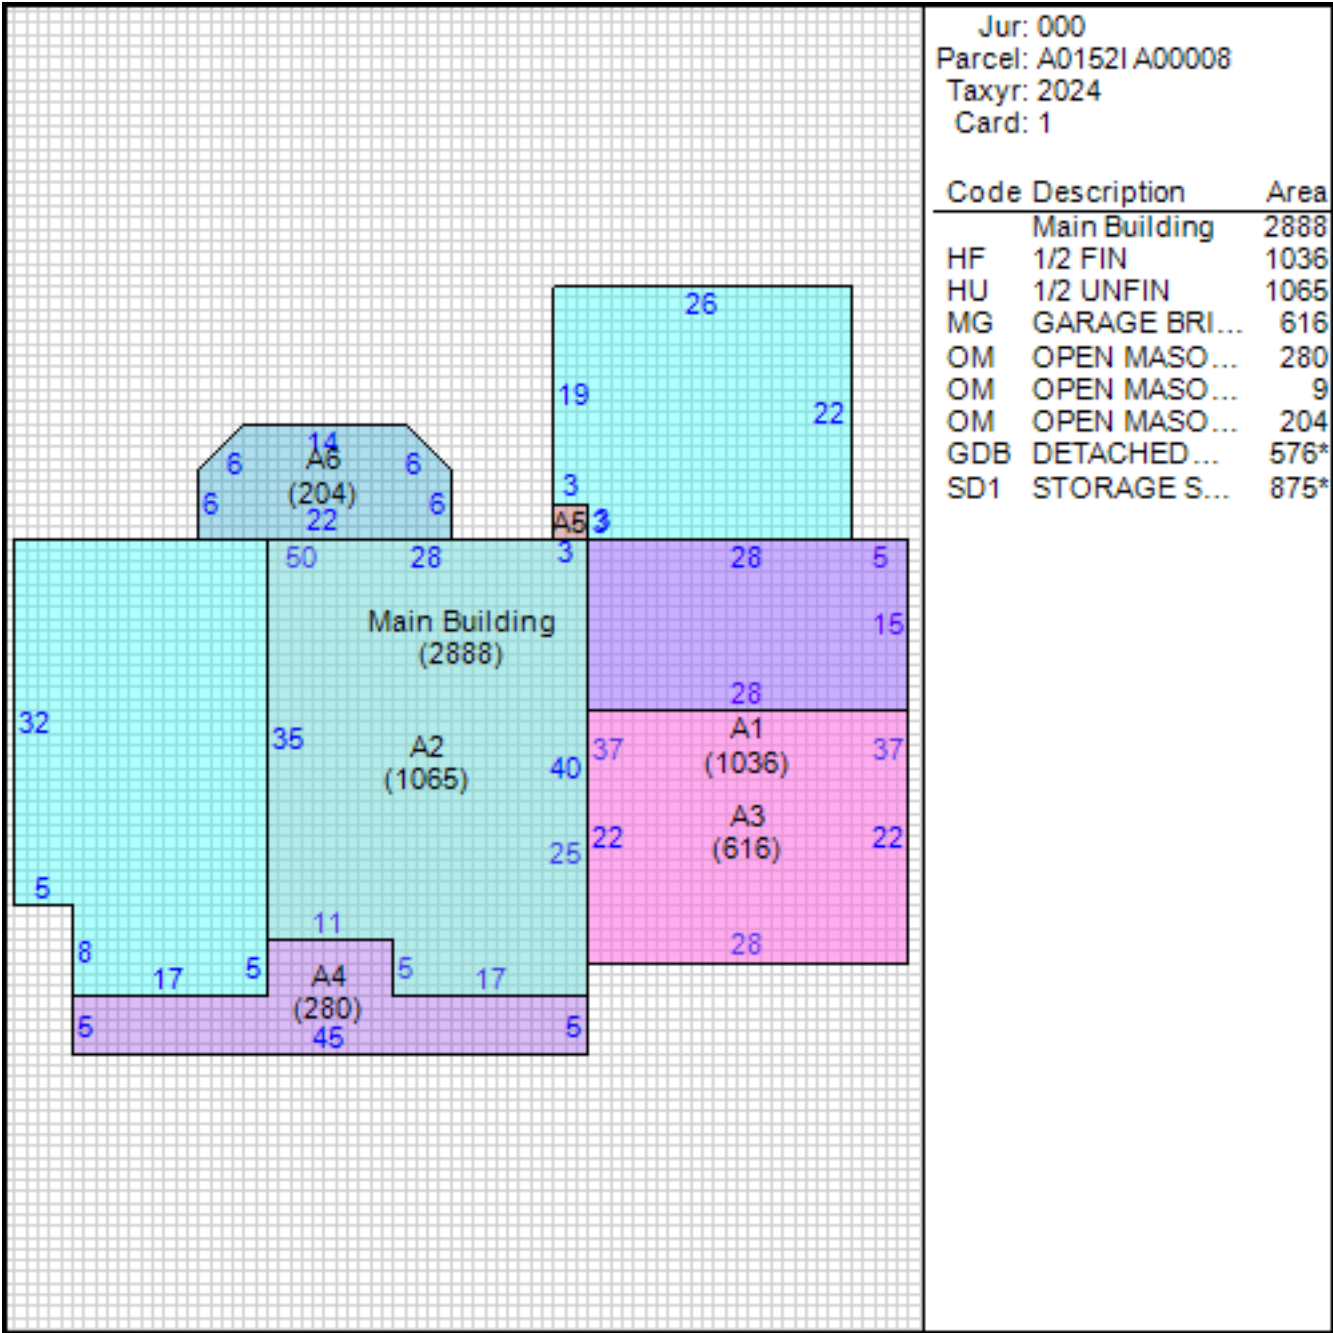 Jur: 000
Parcel: A0152I A00008
Taxyr: 2024
Card: 1
Code Description Area
Main Building 2888
HF 1/2 FIN 1036
HU 1/2 UNFIN 1065
MG GARAGE BRI... 616
OM OPEN MASO... 280
OM OPEN MASO... 9
OM OPEN MASO... 204
GDB DETACHED... 576*
SD1 STORAGE S... 875*
26
19
22
3
14
6
A6
6
(204)
6
22
6
A5
3
50
28
3
28
5
Main Building
(2888)
15
28
32
35
A2
(1065)
40
37
A1
(1036)
37
25
22
A3
(616)
22
5
11
28
8
17
5
A4
(280)
5
17
5
45
5